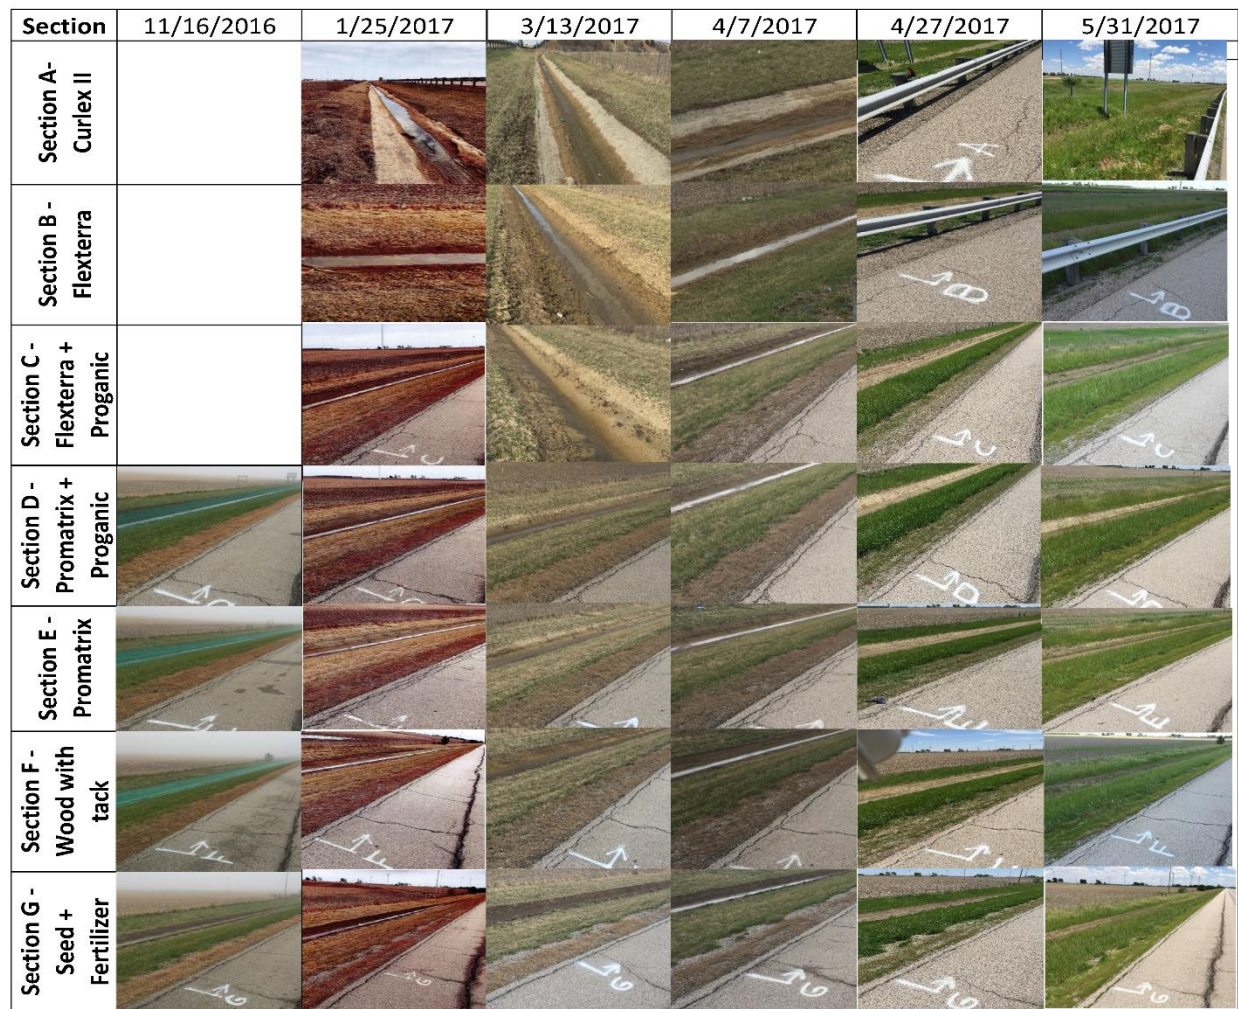 Section 11/16/2016 1/25/2017 3/13/2017 4/7/2017 4/27/2017 5/31/2017
Section A-
Curlex II
A
Section B -
Flexterra
B
B
Section C -
Flexterra +
Proganic
C
C
C
Section D -
Promatrix +
Proganic
D
D
D
D
Section E -
Promatrix
E
E
Section F -
Wood with
tack
F
F
F
Section G -
Seed +
Fertilizer
G
G
G
G
G
G